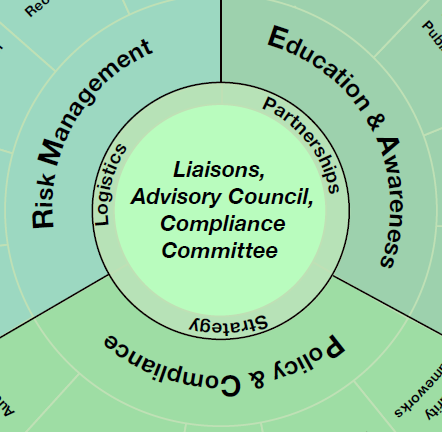 Risk Management
Education & Awareness
Policy & Compliance
Logistics
Partnerships
Strategy
Liaisons,
Advisory Council,
Compliance
Committee